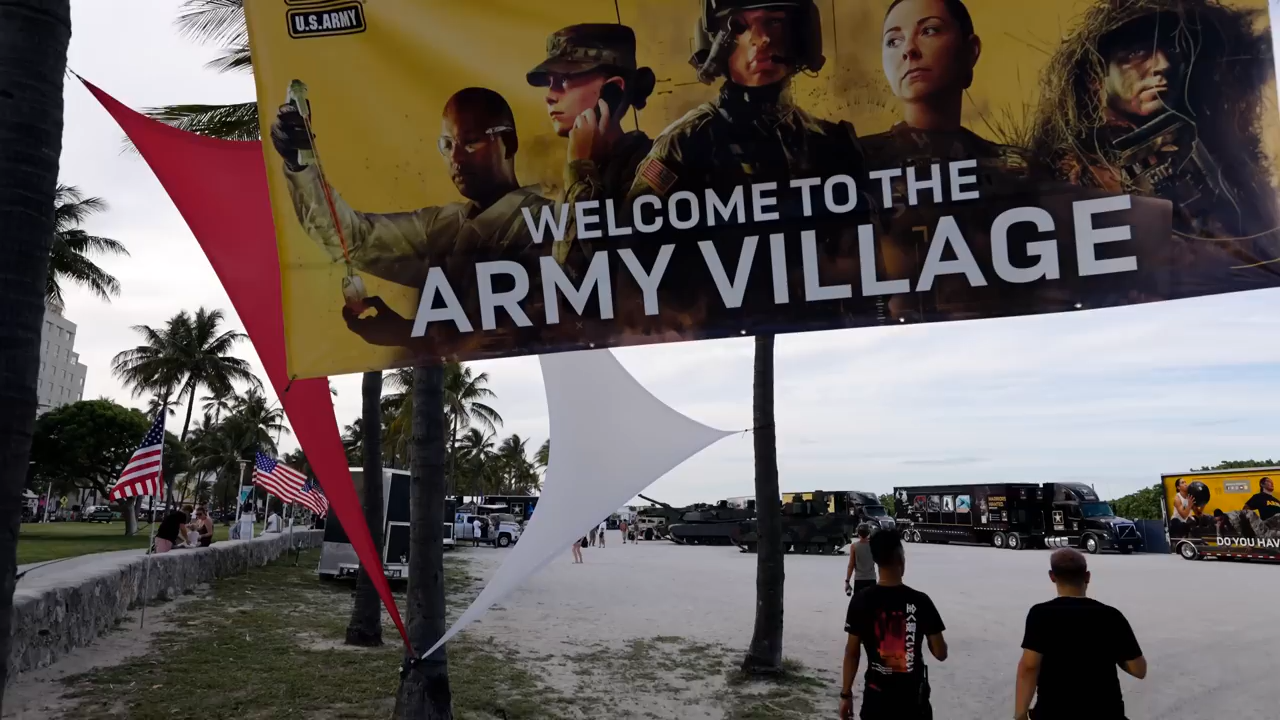 U.S.ARMY
WELCOME TO THE
ARMY VILLAGE
DO YOU HAV